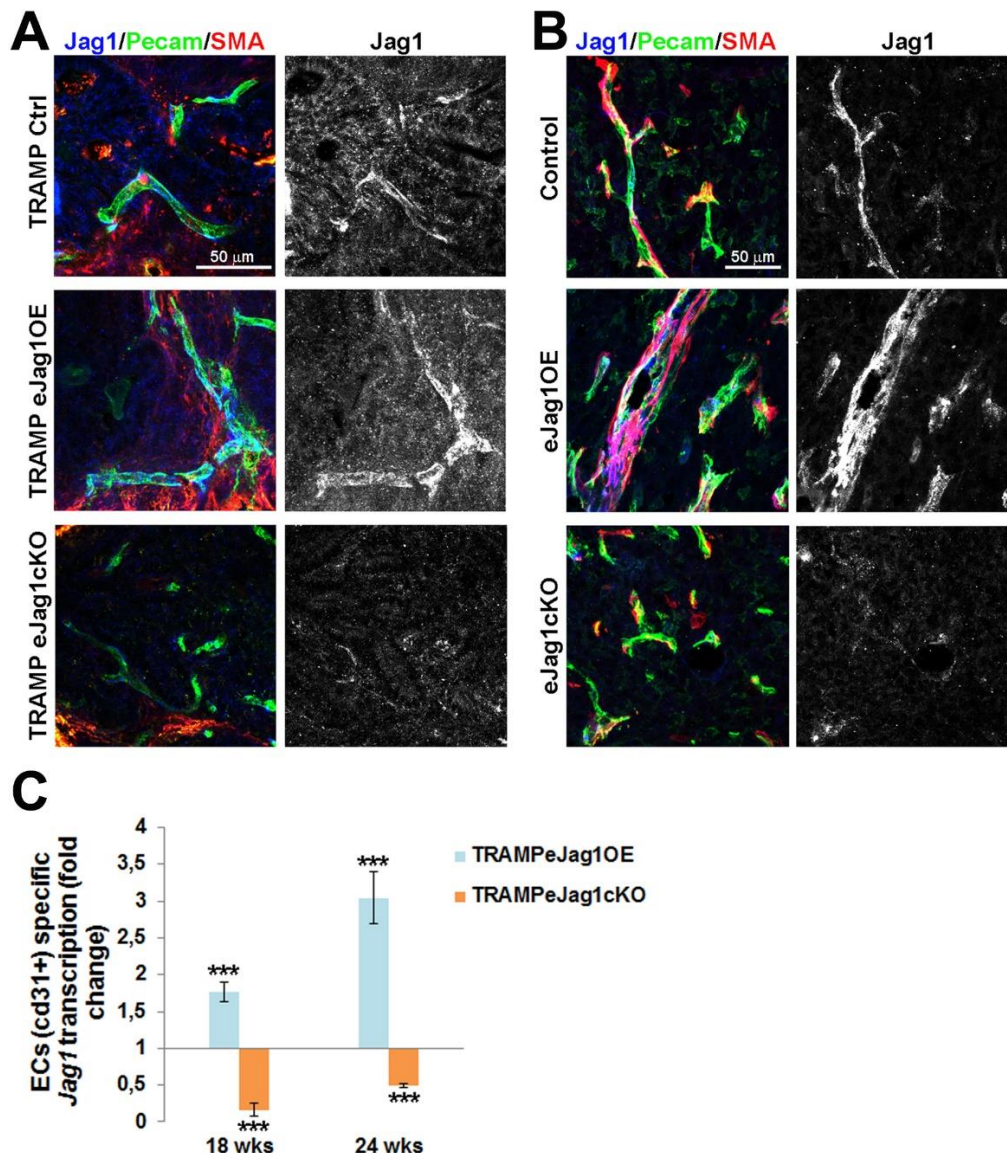 A
Jag1/Pecam/SMA
Jag1
TRAMP Ctrl
50 µm
TRAMP eJag1OE
TRAMP eJag1cKO
B
Jag1/Pecam/SMA
Jag1
Control
50 µm
eJag1OE
eJag1cKO
C
ECs (cd31+) specific
Jag1 transcription (fold
change)
4
3,5
3
2,5
2
1,5
1
0,5
0
***
***
***
***
18 wks
24 wks
TRAMPeJag1OE
TRAMPeJag1cKO